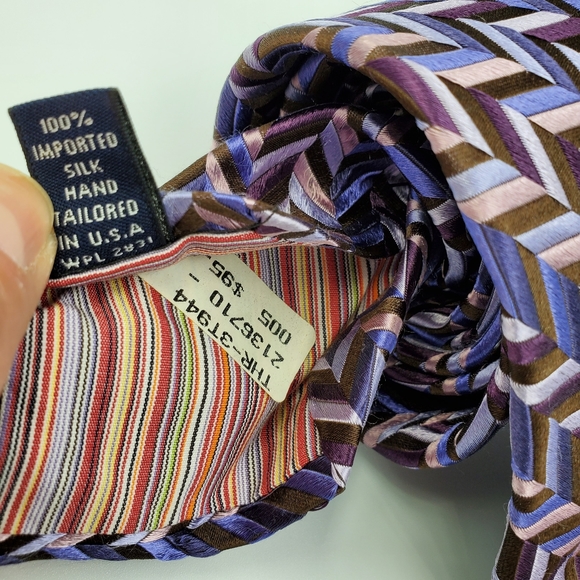 100%
IMPORTED
SILK
HAND
TAILORED
IN U.S.A
WPL 2831
THR-3T944
2136710-
005 $95